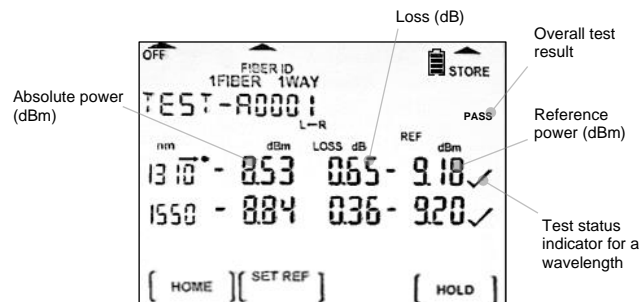 Loss (dB)
Overall test
result
OFF
FIBER ID
1FIBER 1WAY
STORE
TEST-A0001
L—R
PASS
Absolute power
(dBm)
Reference
power (dBm)
nm dBm LOSS dB REF dBm
1310 - 8.53 0.65 - 9.18 ✓
1550 - 8.84 0.36 - 9.20 ✓
Test status
indicator for a
wavelength
[ HOME ][ SET REF ] [ HOLD ]